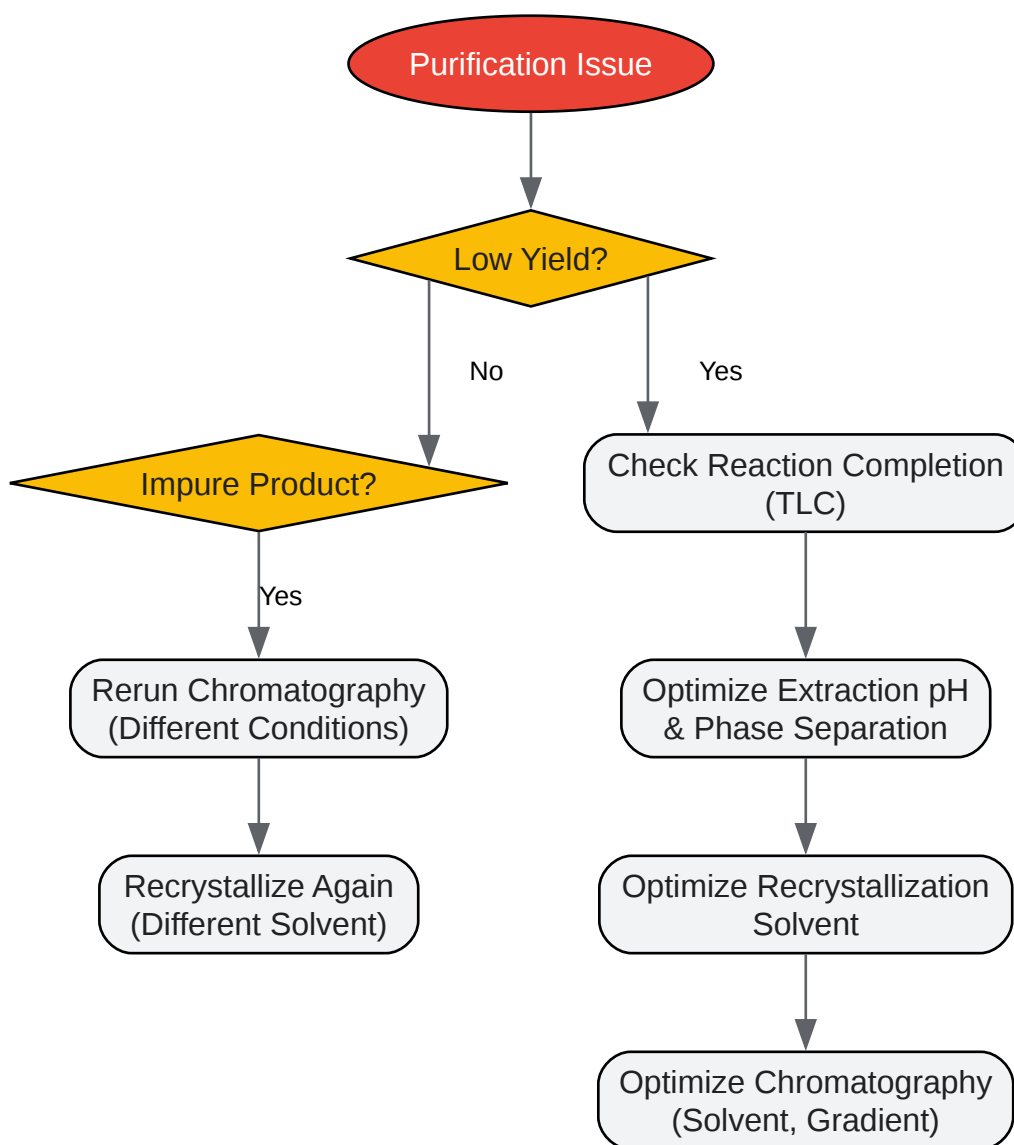 Purification Issue
Low Yield?
No
Yes
Impure Product?
Check Reaction Completion
(TLC)
Yes
Rerun Chromatography
(Different Conditions)
Optimize Extraction pH
& Phase Separation
Recrystallize Again
(Different Solvent)
Optimize Recrystallization
Solvent
Optimize Chromatography
(Solvent, Gradient)